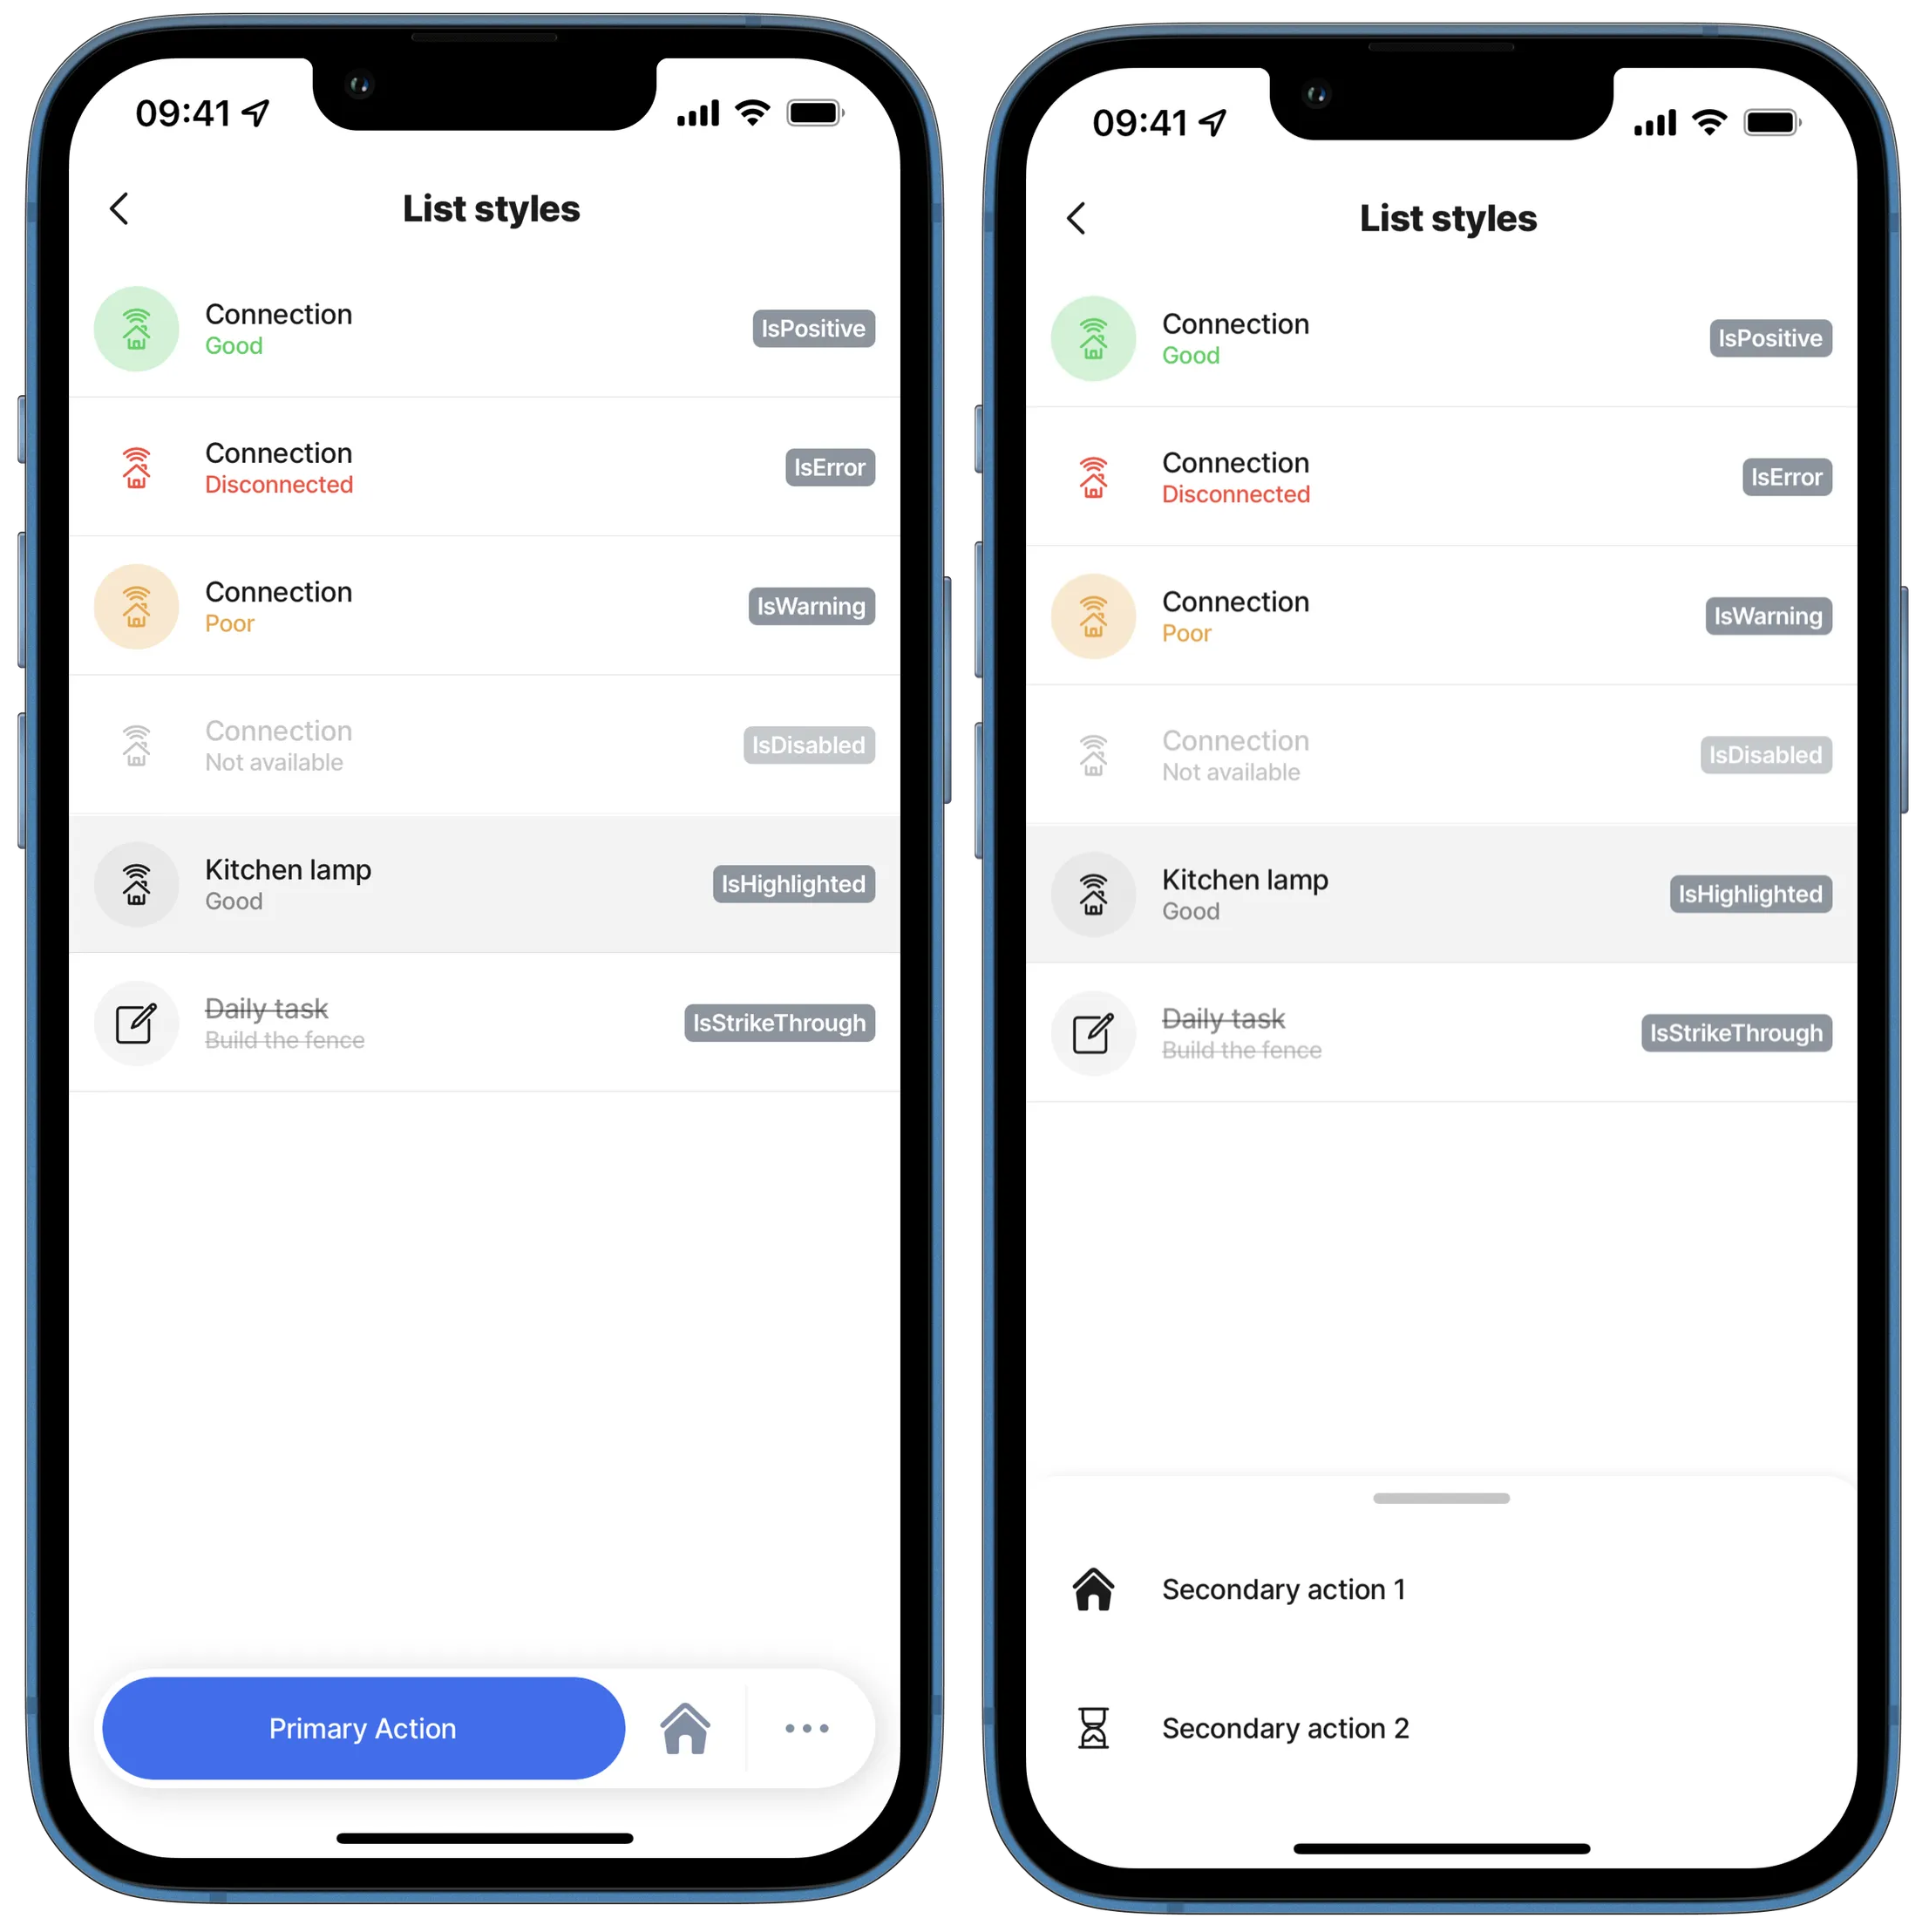 09:41
List styles
Connection
Good
IsPositive
Connection
Disconnected
IsError
Connection
Poor
IsWarning
Connection
Not available
IsDisabled
Kitchen lamp
Good
IsHighlighted
Daily task
Build the fence
IsStrikeThrough
Primary Action
09:41
List styles
Connection
Good
IsPositive
Connection
Disconnected
IsError
Connection
Poor
IsWarning
Connection
Not available
IsDisabled
Kitchen lamp
Good
IsHighlighted
Daily task
Build the fence
IsStrikeThrough
Secondary action 1
Secondary action 2